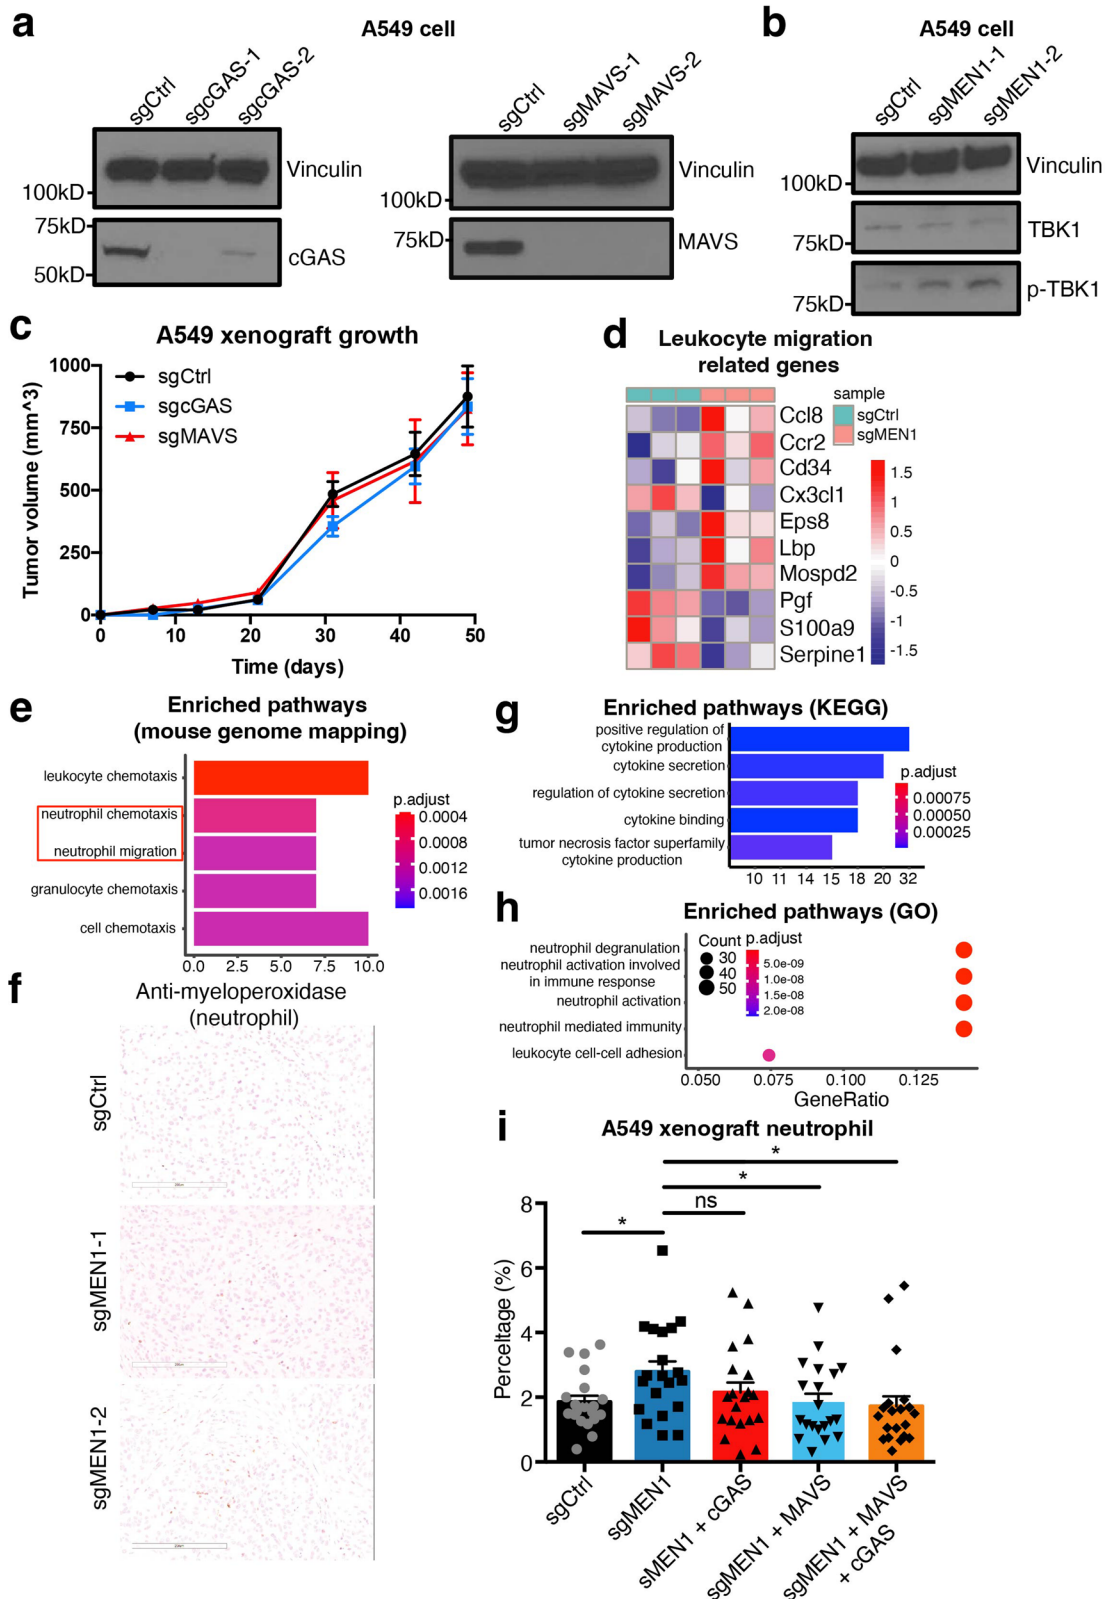 a
A549 cell
sgCtrl
sgcGAS-1
sgcGAS-2
Vinculin
100kD
75kD
cGAS
50kD
sgCtrl
sgMAVS-1
sgMAVS-2
Vinculin
100kD
75kD
MAVS
b
A549 cell
sgCtrl
sgMEN1-1
sgMEN1-2
Vinculin
100kD
TBK1
75kD
p-TBK1
75kD
c
A549 xenograft growth
Tumor volume (mm^3)
1000
750
500
250
0
sgCtrl
sgcGAS
sgMAVS
0 10 20 30 40 50
Time (days)
d
Leukocyte migration
related genes
sample
sgCtrl
sgMEN1
Ccl8
Ccr2
Cd34
Cx3cl1
Eps8
Lbp
Mospd2
Pgf
S100a9
Serpine1
1.5
1
0.5
0
-0.5
-1
-1.5
e
Enriched pathways
(mouse genome mapping)
leukocyte chemotaxis
neutrophil chemotaxis
neutrophil migration
granulocyte chemotaxis
cell chemotaxis
0.0 2.5 5.0 7.5 10.0
p.adjust
0.0004
0.0008
0.0012
0.0016
f
Anti-myeloperoxidase
(neutrophil)
sgCtrl
sgMEN1-1
sgMEN1-2
g
Enriched pathways (KEGG)
positive regulation of
cytokine production
cytokine secretion
regulation of cytokine secretion
cytokine binding
tumor necrosis factor superfamily
cytokine production
10 11 14 15 18 20 32
p.adjust
0.00075
0.00050
0.00025
h
Enriched pathways (GO)
neutrophil degranulation
neutrophil activation involved
in immune response
neutrophil activation
neutrophil mediated immunity
leukocyte cell-cell adhesion
Count
30
40
50
p.adjust
5.0e-09
1.0e-08
1.5e-08
2.0e-08
0.050 0.075 0.100 0.125
GeneRatio
i
A549 xenograft neutrophil
*
*
ns
*
Perceltage (%)
8
6
4
2
0
sgCtrl
sgMEN1
sMEN1 + cGAS
sgMEN1 + MAVS
sgMEN1 + MAVS
+ cGAS